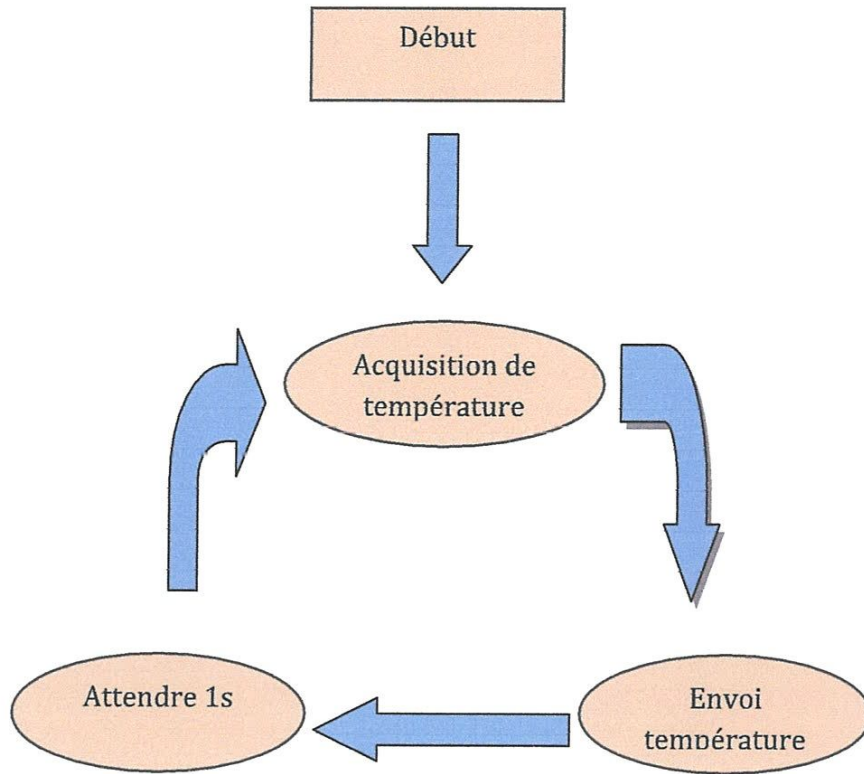 Début
Acquisition de
température
Attendre 1s
Envoi
température